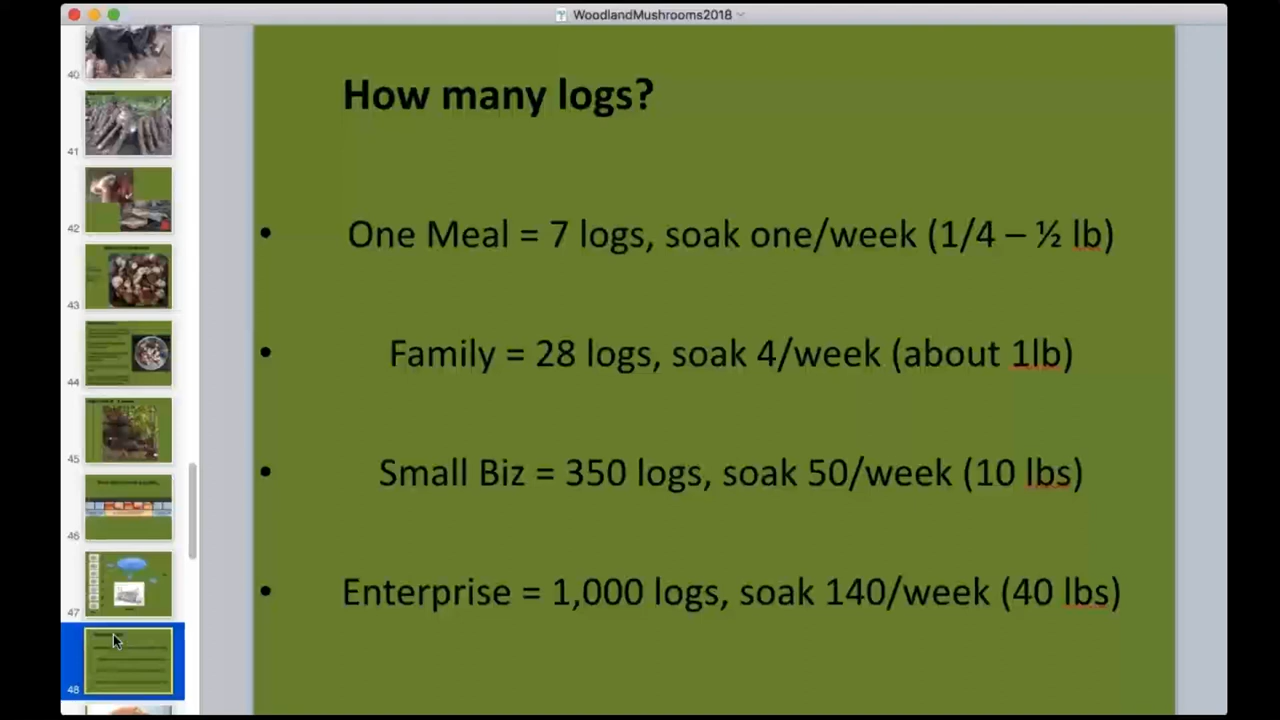 WoodlandMushrooms2018
40
41
42
43
44
45
46
47
48
How many logs?
• One Meal = 7 logs, soak one/week (1/4 – ½ lb)
• Family = 28 logs, soak 4/week (about 1lb)
• Small Biz = 350 logs, soak 50/week (10 lbs)
• Enterprise = 1,000 logs, soak 140/week (40 lbs)